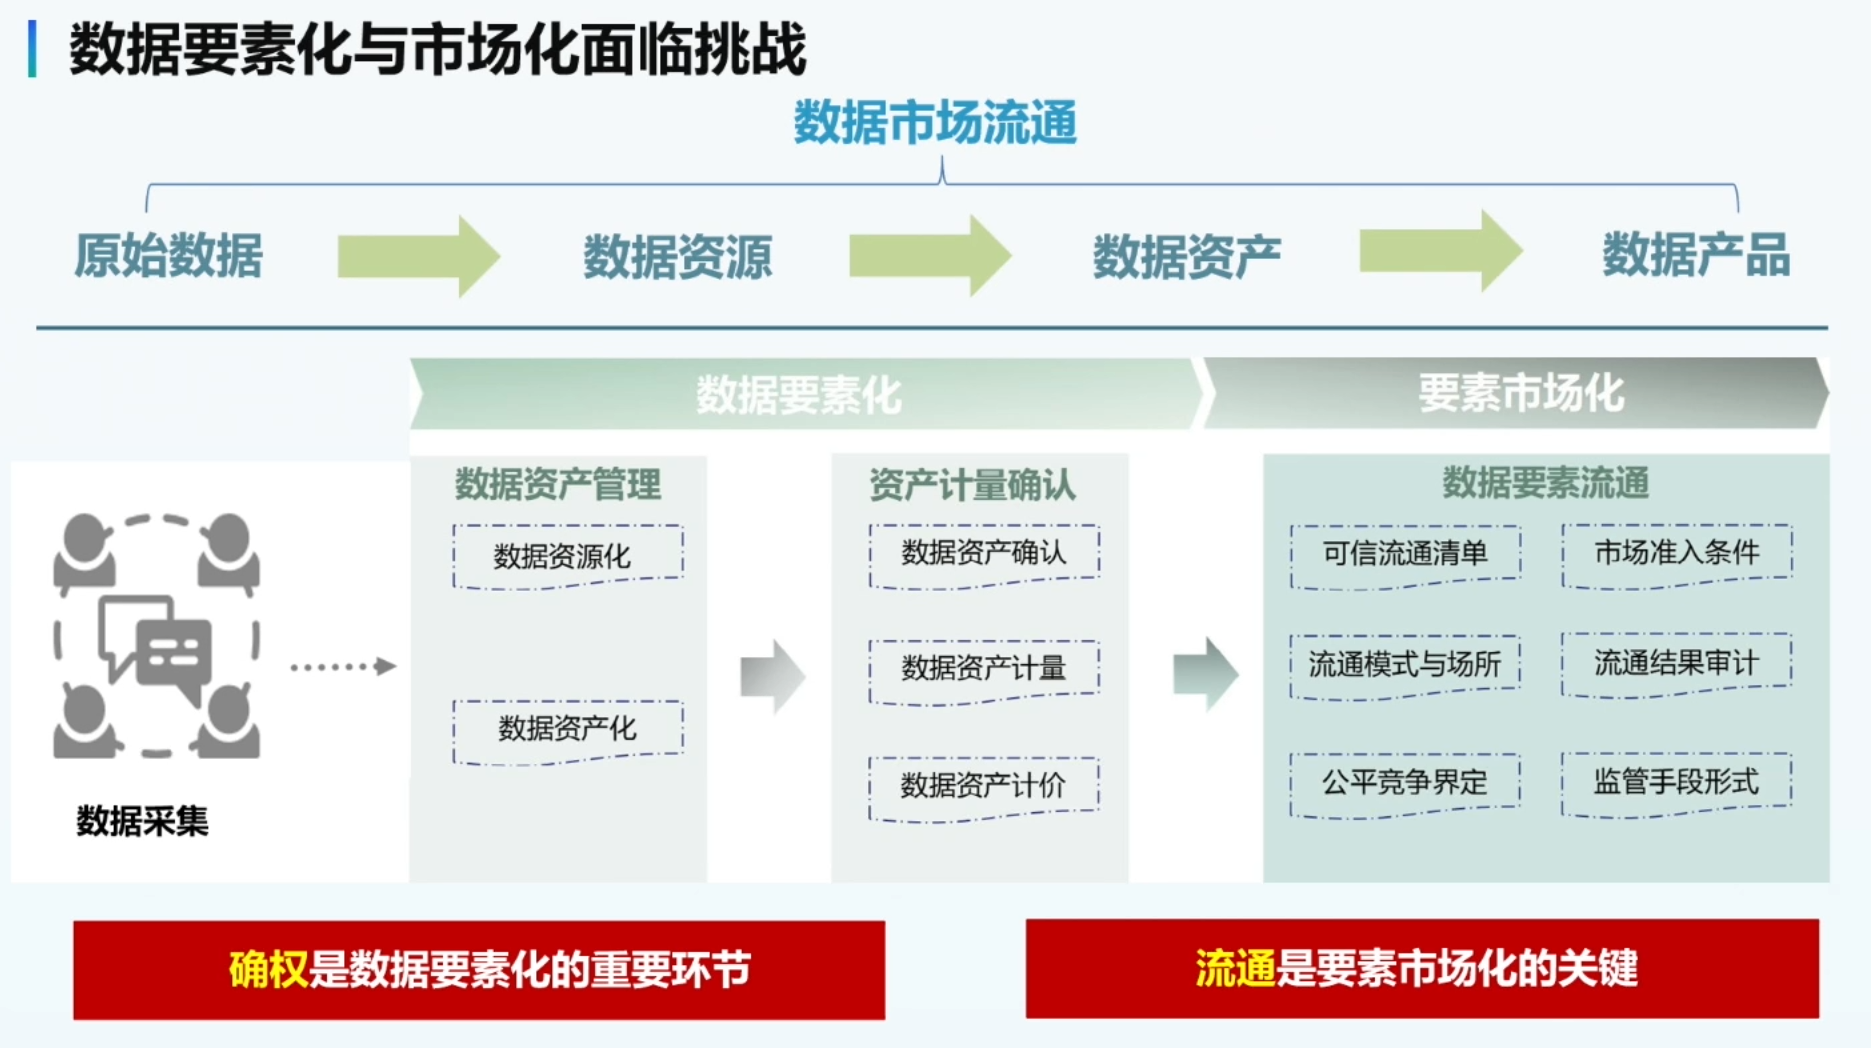 数据要素化与市场化面临挑战
数据市场流通
原始数据
数据资源
数据资产
数据产品
数据要素化
要素市场化
数据采集
数据资产管理
数据资源化
数据资产化
资产计量确认
数据资产确认
数据资产计量
数据资产计价
数据要素流通
可信流通清单
市场准入条件
流通模式与场所
流通结果审计
公平竞争界定
监管手段形式
确权是数据要素化的重要环节
流通是要素市场化的关键